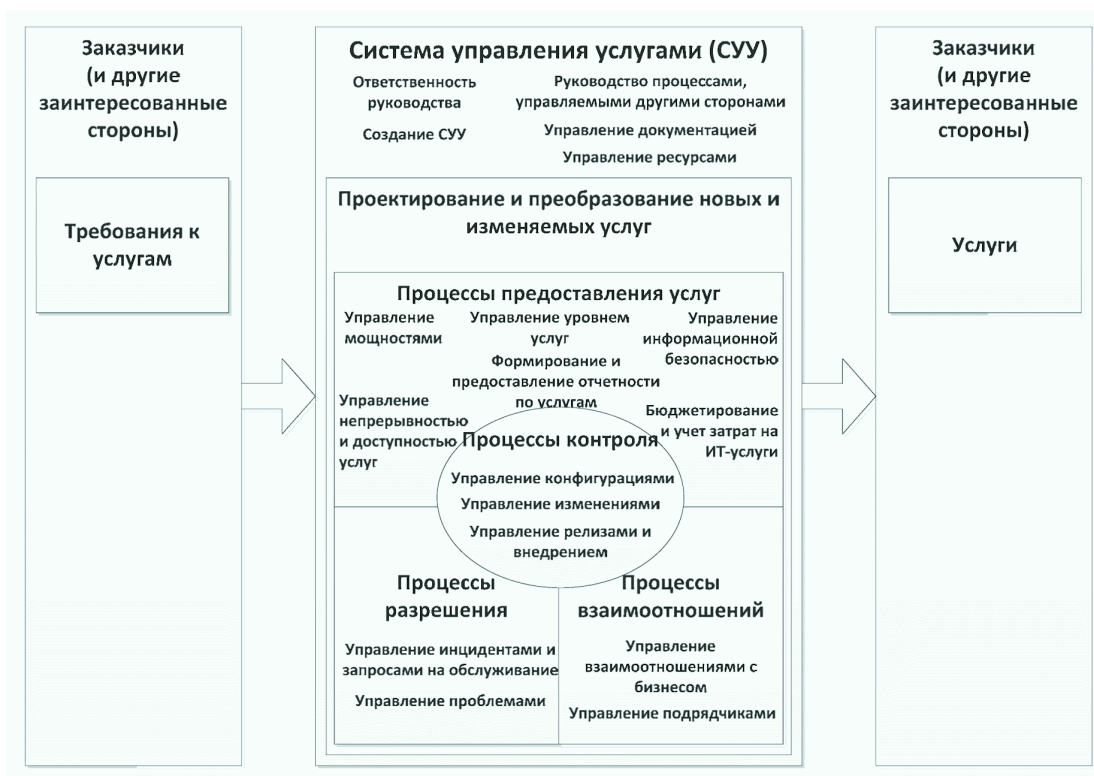 Заказчики
(и другие
заинтересованные
стороны)
Требования к
услугам
Система управления услугами (СУУ)
Ответственность
руководства
Создание СУУ
Руководство процессами,
управляемыми другими сторонами
Управление документацией
Управление ресурсами
Проектирование и преобразование новых и
изменяемых услуг
Процессы предоставления услуг
Управление
мощностями
Управление уровнем
услуг
Управление
информационной
безопасностью
Формирование и
предоставление отчетности
по услугам
Управление
непрерывностью
и доступностью
услуг
Бюджетирование
и учет затрат на
ИТ-услуги
Процессы контроля
Управление конфигурациями
Управление изменениями
Управление релизами и
внедрением
Процессы
разрешения
Управление инцидентами и
запросами на обслуживание
Управление проблемами
Процессы
взаимоотношений
Управление
взаимоотношениями с
бизнесом
Управление подрядчиками
Заказчики
(и другие
заинтересованные
стороны)
Услуги